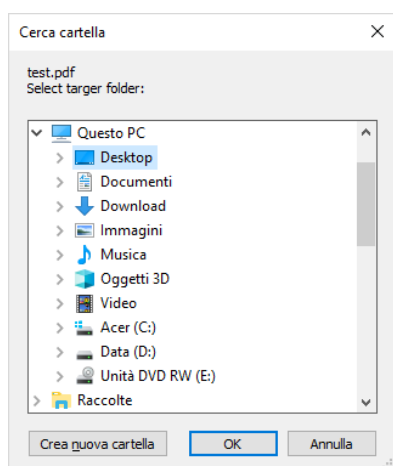 Cerca cartella
test.pdf
Select targer folder:
Questo PC
Desktop
Documenti
Download
Immagini
Musica
Oggetti 3D
Video
Acer (C:)
Data (D:)
Unità DVD RW (E:)
Raccolte
Crea nuova cartella
OK
Annulla